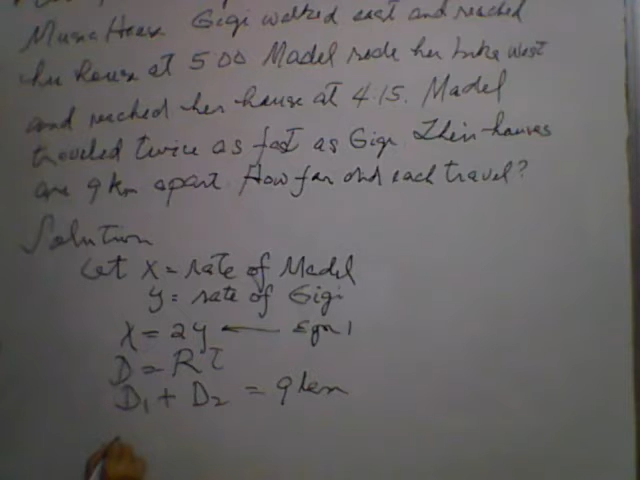 Music House. Gigi walked east and reached
her house at 5:00 Madel rode her bike west
and reached her house at 4:15. Madel
traveled twice as fast as Gigi. Their houses
are 9 km apart. How far did each travel?
Solution
Let X = rate of Madel
y = rate of Gigi
X = 2y ← Eqn 1
D = RT
D₁ + D₂ = 9 km